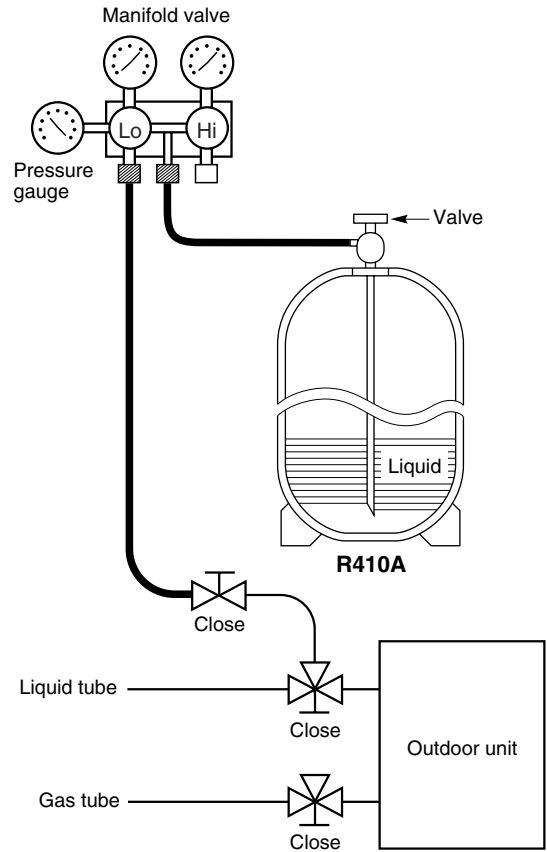 Manifold valve
Lo
Hi
Pressure
gauge
Valve
Liquid
R410A
Close
Liquid tube
Close
Outdoor unit
Gas tube
Close